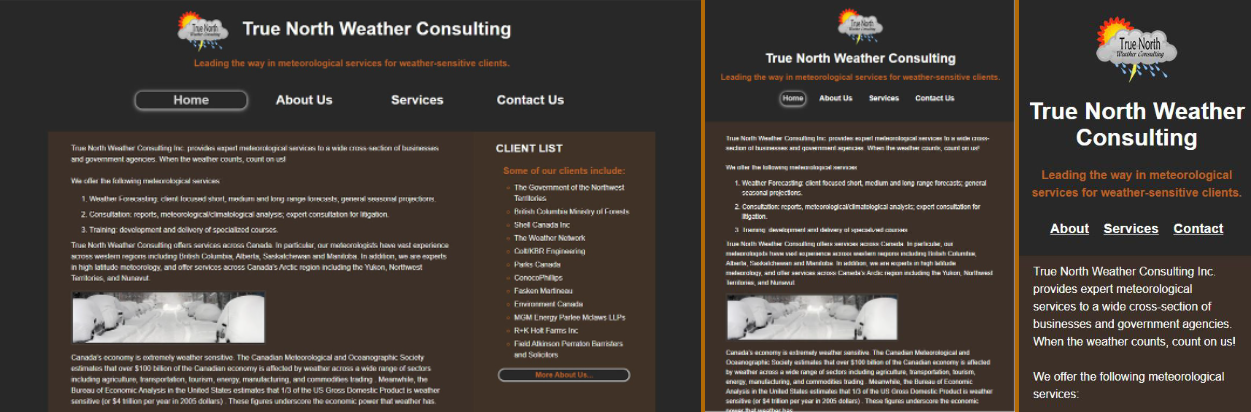 True North
Weather Consulting
True North Weather Consulting
Leading the way in meteorological services for weather-sensitive clients.
Home
About Us
Services
Contact Us
True North Weather Consulting Inc. provides expert meteorological services to a wide cross-section of businesses
and government agencies. When the weather counts, count on us!
We offer the following meteorological services
1. Weather Forecasting: client focused short, medium and long range forecasts, general seasonal projections.
2. Consultation: reports, meteorological/climatological analysis; expert consultation for litigation.
3. Training: development and delivery of specialized courses.
True North Weather Consulting offers services across Canada. In particular, our meteorologists have vast experience
across western regions including British Columbia, Alberta, Saskatchewan and Manitoba. In addition, we are experts
in high latitude meteorology, and offer services across Canada's Arctic region including the Yukon, Northwest
Territories, and Nunavut
Canada's economy is extremely weather sensitive. The Canadian Meteorological and Oceanographic Society
estimates that over $100 billion of the Canadian economy is affected by weather across a wide range of sectors
including agriculture, transportation, tourism, energy, manufacturing, and commodities trading . Meanwhile, the
Bureau of Economic Analysis in the United States estimates that 1/3 of the US Gross Domestic Product is weather
sensitive (or $4 trillion per year in 2005 dollars) . These figures underscore the economic power that weather has.
CLIENT LIST
Some of our clients include:
The Government of the Northwest
Territories
British Columbia Ministry of Forests
Shell Canada Inc
The Weather Network
Colt/KBR Engineering
Parks Canada
ConocoPhillips
Fasken Martineau
Environment Canada
MGM Energy Parlee Mclaws LLPs
R+K Holt Farms Inc
Field Atkinson Perraton Barristers
and Solicitors
More About Us...
True North
Weather Consulting
True North Weather Consulting
Leading the way in meteorological services for weather-sensitive clients.
Home
About Us
Services
Contact Us
True North Weather Consulting Inc. provides expert meteorological services to a wide cross-
section of businesses and government agencies. When the weather counts, count on us!
We offer the following meteorological services
1. Weather Forecasting: client focused short, medium and long range forecasts; general
seasonal projections.
2. Consultation: reports, meteorological/climatological analysis; expert consultation for
litigation.
3. Training: development and delivery of specialized courses
True North Weather Consulting offers services across Canada. In particular, our
meteorologists have vast experience across western regions including British Columbia,
Alberta, Saskatchewan and Manitoba. In addition, we are experts in high latitude
meteorology, and offer services across Canada's Arctic region including the Yukon, Northwest
Territories, and Nunavut
Canada's economy is extremely weather sensitive. The Canadian Meteorological and
Oceanographic Society estimates that over $100 billion of the Canadian economy is affected
by weather across a wide range of sectors including agriculture, transportation, tourism,
energy, manufacturing, and commodities trading . Meanwhile, the Bureau of Economic
Analysis in the United States estimates that 1/3 of the US Gross Domestic Product is weather
sensitive (or $4 trillion per year in 2005 dollars) . These figures underscore the economic
power that weather has.
True North
Weather Consulting
True North Weather
Consulting
Leading the way in meteorological
services for weather-sensitive clients.
About
Services
Contact
True North Weather Consulting Inc.
provides expert meteorological
services to a wide cross-section of
businesses and government agencies.
When the weather counts, count on us!
We offer the following meteorological
services: